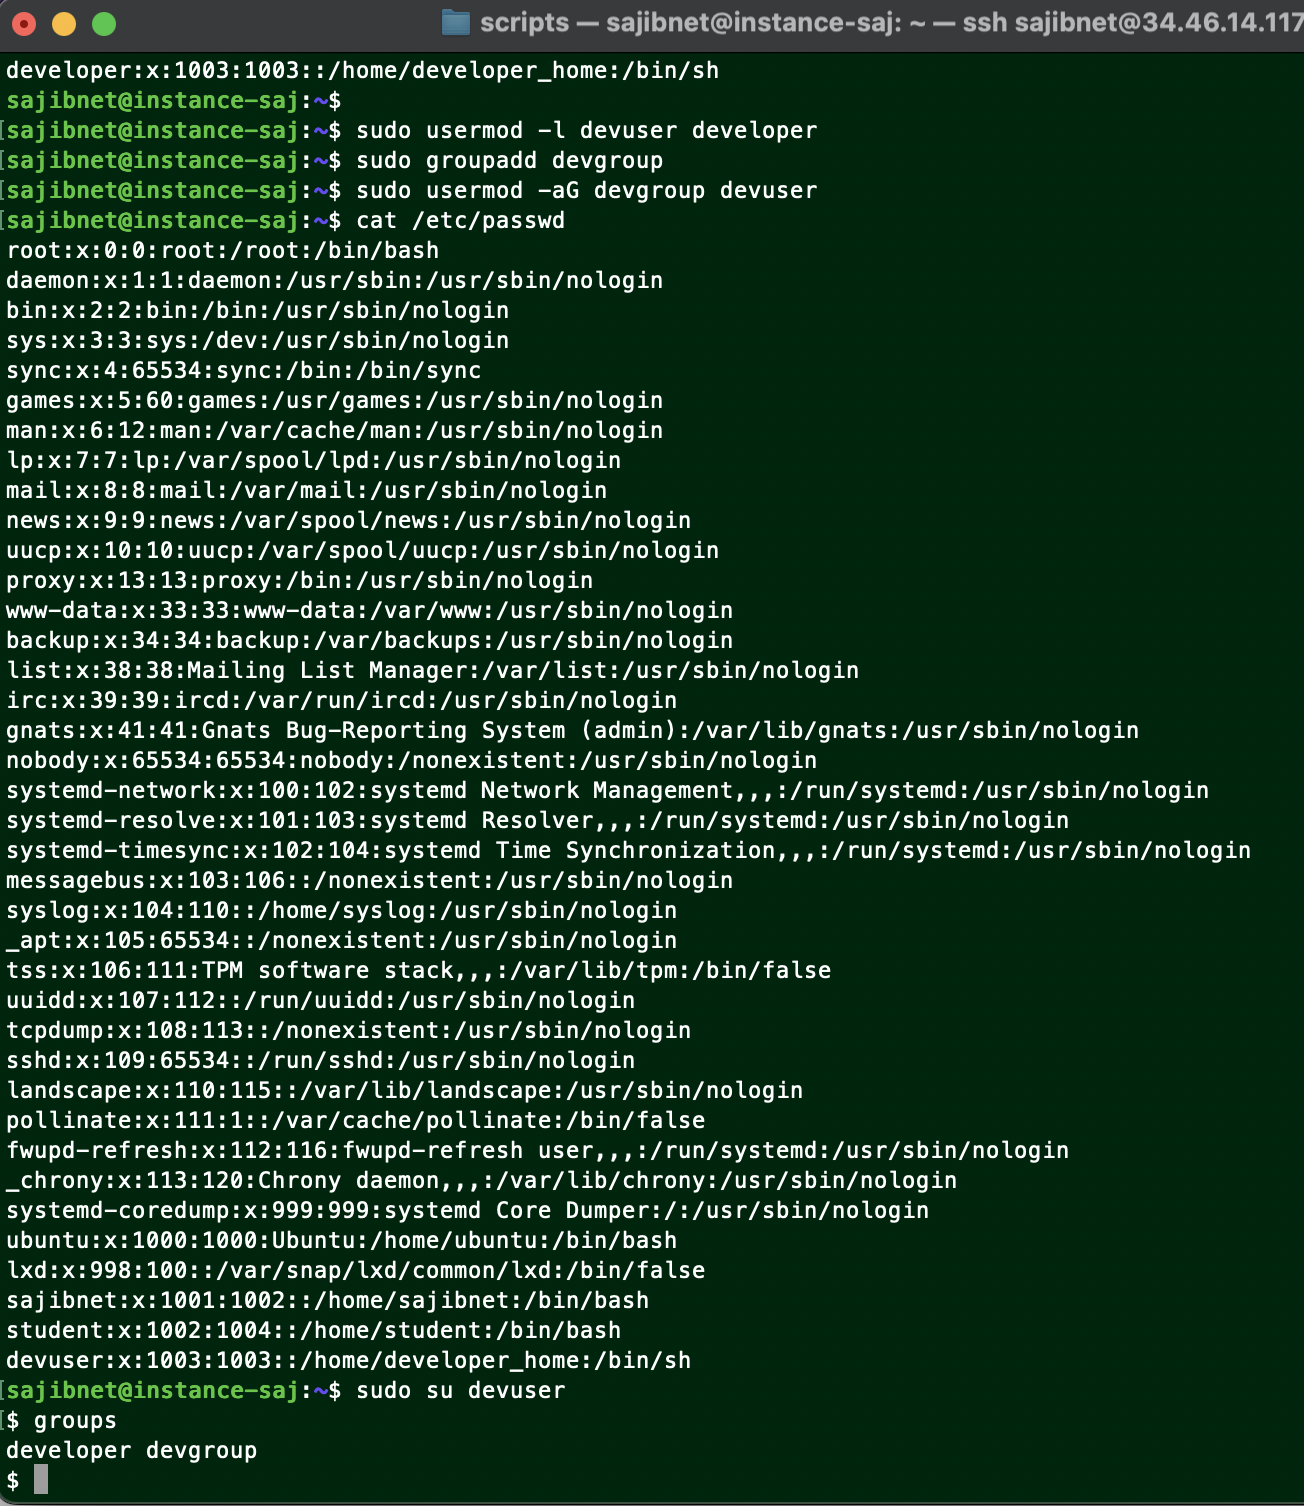 scripts — sajibnet@instance-saj: ~ — ssh sajibnet@34.46.14.117
developer:x:1003:1003::/home/developer_home:/bin/sh
sajibnet@instance-saj:~$
[sajibnet@instance-saj:~$ sudo usermod -l devuser developer
[sajibnet@instance-saj:~$ sudo groupadd devgroup
[sajibnet@instance-saj:~$ sudo usermod -aG devgroup devuser
[sajibnet@instance-saj:~$ cat /etc/passwd
root:x:0:0:root:/root:/bin/bash
daemon:x:1:1:daemon:/usr/sbin:/usr/sbin/nologin
bin:x:2:2:bin:/bin:/usr/sbin/nologin
sys:x:3:3:sys:/dev:/usr/sbin/nologin
sync:x:4:65534:sync:/bin:/bin/sync
games:x:5:60:games:/usr/games:/usr/sbin/nologin
man:x:6:12:man:/var/cache/man:/usr/sbin/nologin
lp:x:7:7:lp:/var/spool/lpd:/usr/sbin/nologin
mail:x:8:8:mail:/var/mail:/usr/sbin/nologin
news:x:9:9:news:/var/spool/news:/usr/sbin/nologin
uucp:x:10:10:uucp:/var/spool/uucp:/usr/sbin/nologin
proxy:x:13:13:proxy:/bin:/usr/sbin/nologin
www-data:x:33:33:www-data:/var/www:/usr/sbin/nologin
backup:x:34:34:backup:/var/backups:/usr/sbin/nologin
list:x:38:38:Mailing List Manager:/var/list:/usr/sbin/nologin
irc:x:39:39:ircd:/var/run/ircd:/usr/sbin/nologin
gnats:x:41:41:Gnats Bug-Reporting System (admin):/var/lib/gnats:/usr/sbin/nologin
nobody:x:65534:65534:nobody:/nonexistent:/usr/sbin/nologin
systemd-network:x:100:102:systemd Network Management,,,:/run/systemd:/usr/sbin/nologin
systemd-resolve:x:101:103:systemd Resolver,,,:/run/systemd:/usr/sbin/nologin
systemd-timesync:x:102:104:systemd Time Synchronization,,,:/run/systemd:/usr/sbin/nologin
messagebus:x:103:106::/nonexistent:/usr/sbin/nologin
syslog:x:104:110::/home/syslog:/usr/sbin/nologin
_apt:x:105:65534::/nonexistent:/usr/sbin/nologin
tss:x:106:111:TPM software stack,,,:/var/lib/tpm:/bin/false
uuidd:x:107:112::/run/uuidd:/usr/sbin/nologin
tcpdump:x:108:113::/nonexistent:/usr/sbin/nologin
sshd:x:109:65534::/run/sshd:/usr/sbin/nologin
landscape:x:110:115::/var/lib/landscape:/usr/sbin/nologin
pollinate:x:111:1::/var/cache/pollinate:/bin/false
fwupd-refresh:x:112:116:fwupd-refresh user,,,:/run/systemd:/usr/sbin/nologin
_chrony:x:113:120:Chrony daemon,,,:/var/lib/chrony:/usr/sbin/nologin
systemd-coredump:x:999:999:systemd Core Dumper:/:/usr/sbin/nologin
ubuntu:x:1000:1000:Ubuntu:/home/ubuntu:/bin/bash
lxd:x:998:100::/var/snap/lxd/common/lxd:/bin/false
sajibnet:x:1001:1002::/home/sajibnet:/bin/bash
student:x:1002:1004::/home/student:/bin/bash
devuser:x:1003:1003::/home/developer_home:/bin/sh
[sajibnet@instance-saj:~$ sudo su devuser
[$ groups
developer devgroup
$